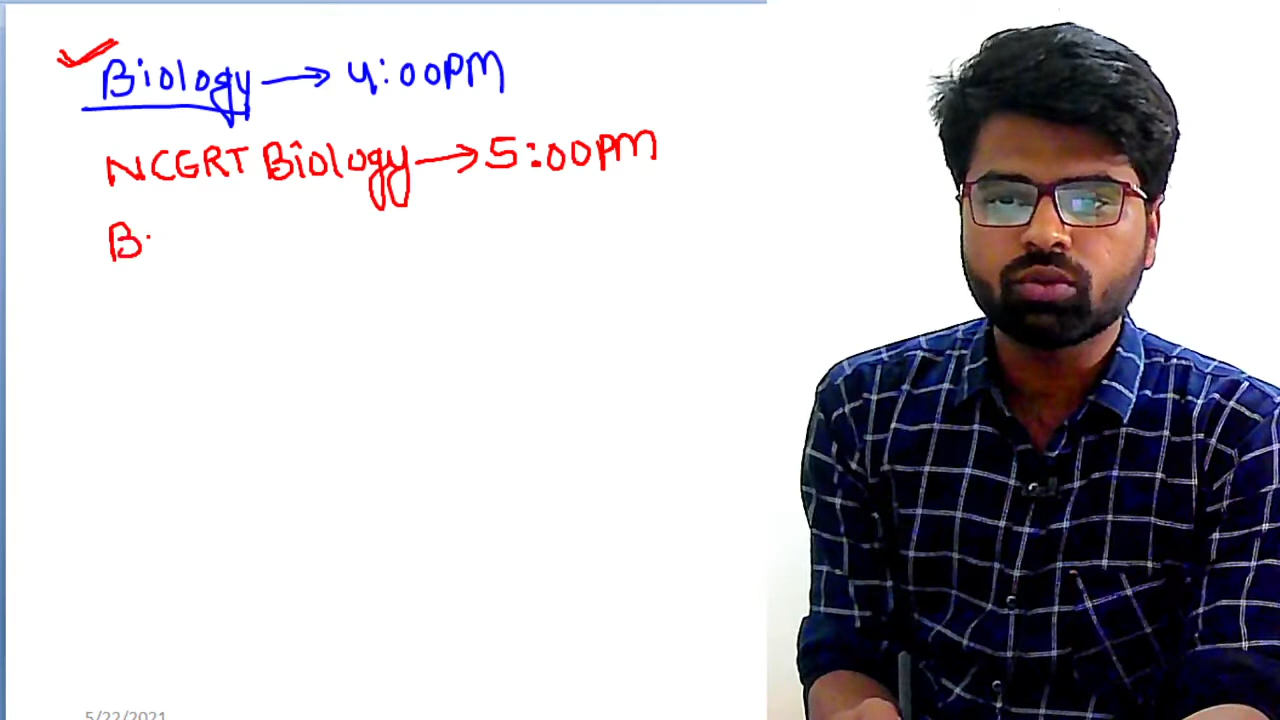 Biology → 4:00PM
NCERT Biology → 5:00PM
B.
5/22/2021